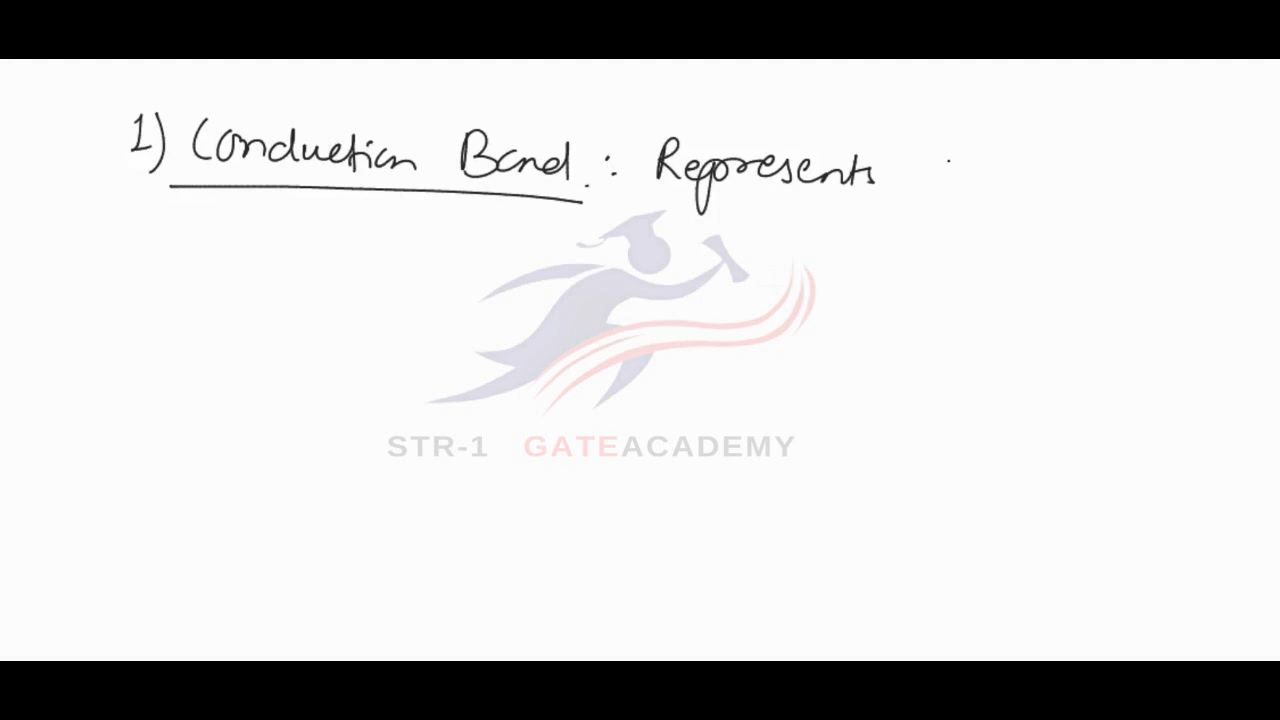 1) Conduction Band : Represents
STR-1 GATEACADEMY